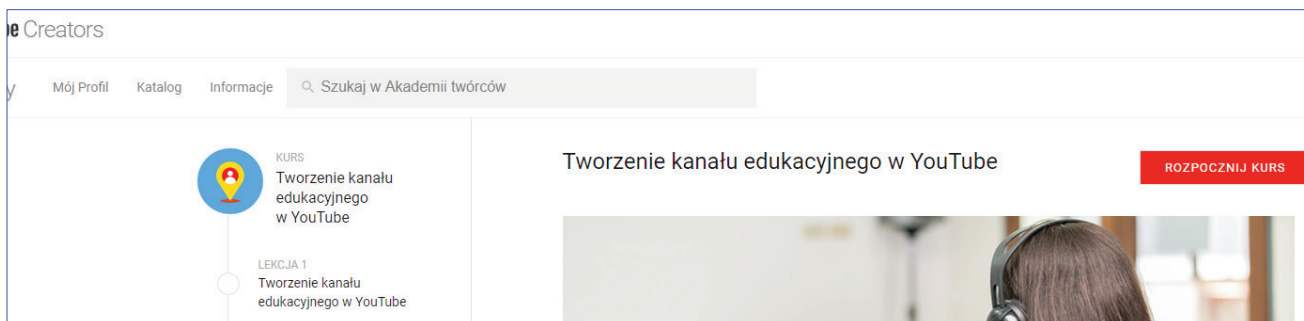 Creators
Mój Profil Katalog Informacje Szukaj w Akademii twórców
KURS
Tworzenie kanału
edukacyjnego
w YouTube
LEKCJA 1
Tworzenie kanału
edukacyjnego w YouTube
Tworzenie kanału edukacyjnego w YouTube
ROZPOCZNIJ KURS